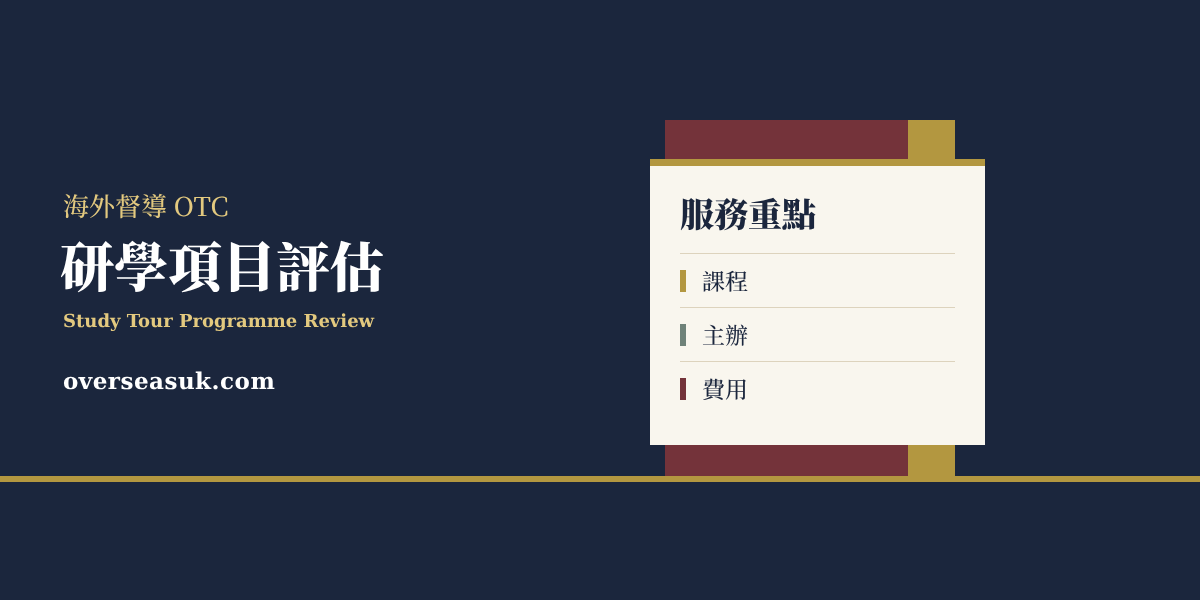 海外督導 OTC
研學項目評估
Study Tour Programme Review
overseasuk.com
服務重點
課程
主辦
費用